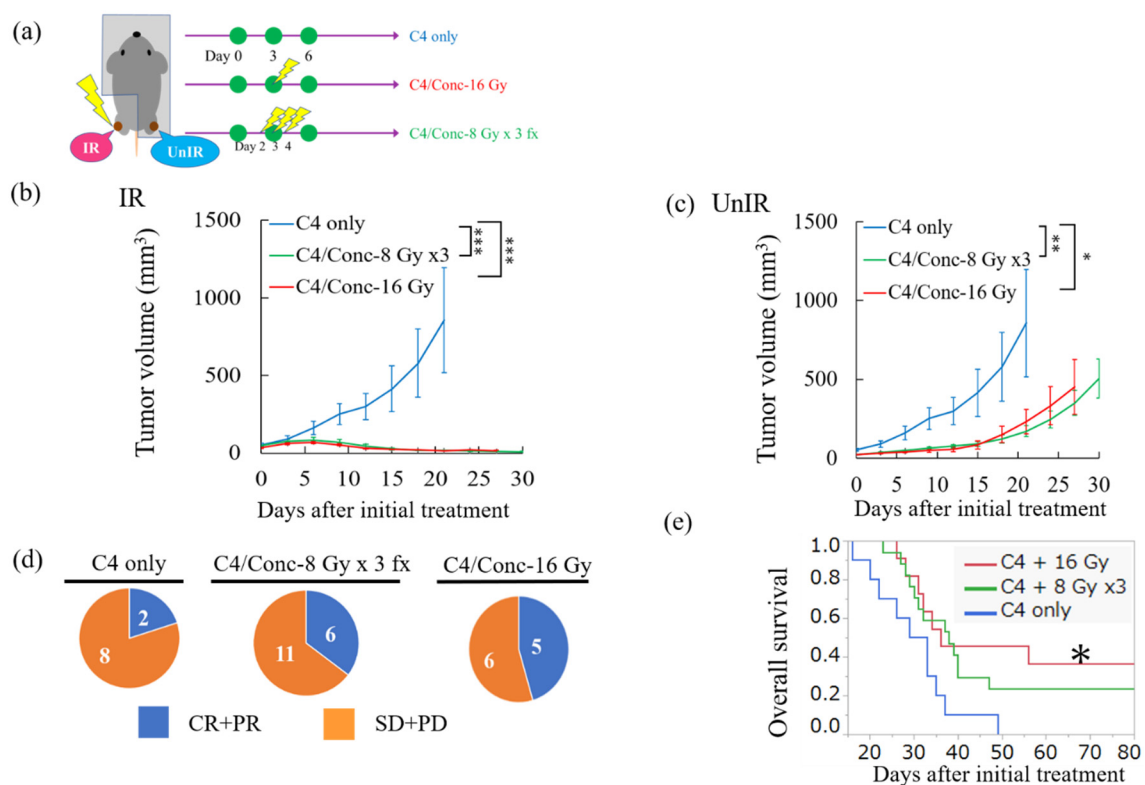 (a)
C4 only
Day 0 3 6
C4/Conc-16 Gy
C4/Conc-8 Gy x 3 fx
Day 2 3 4
IR
UnIR
(b) IR
1500
1000
500
0
Tumor volume (mm³)
C4 only
C4/Conc-8 Gy x3
C4/Conc-16 Gy
***
***
0 5 10 15 20 25 30
Days after initial treatment
(c) UnIR
1500
1000
500
0
Tumor volume (mm³)
C4 only
C4/Conc-8 Gy x3
C4/Conc-16 Gy
**
*
0 5 10 15 21 25 30
Days after initial treatment
(d)
C4 only
C4/Conc-8 Gy x 3 fx
C4/Conc-16 Gy
2
8
6
11
5
6
CR+PR
SD+PD
(e)
1.0
0.8
0.6
0.4
0.2
0.0
Overall survival
C4 + 16 Gy
C4 + 8 Gy x3
C4 only
*
20 30 40 50 60 70 80
Days after initial treatment